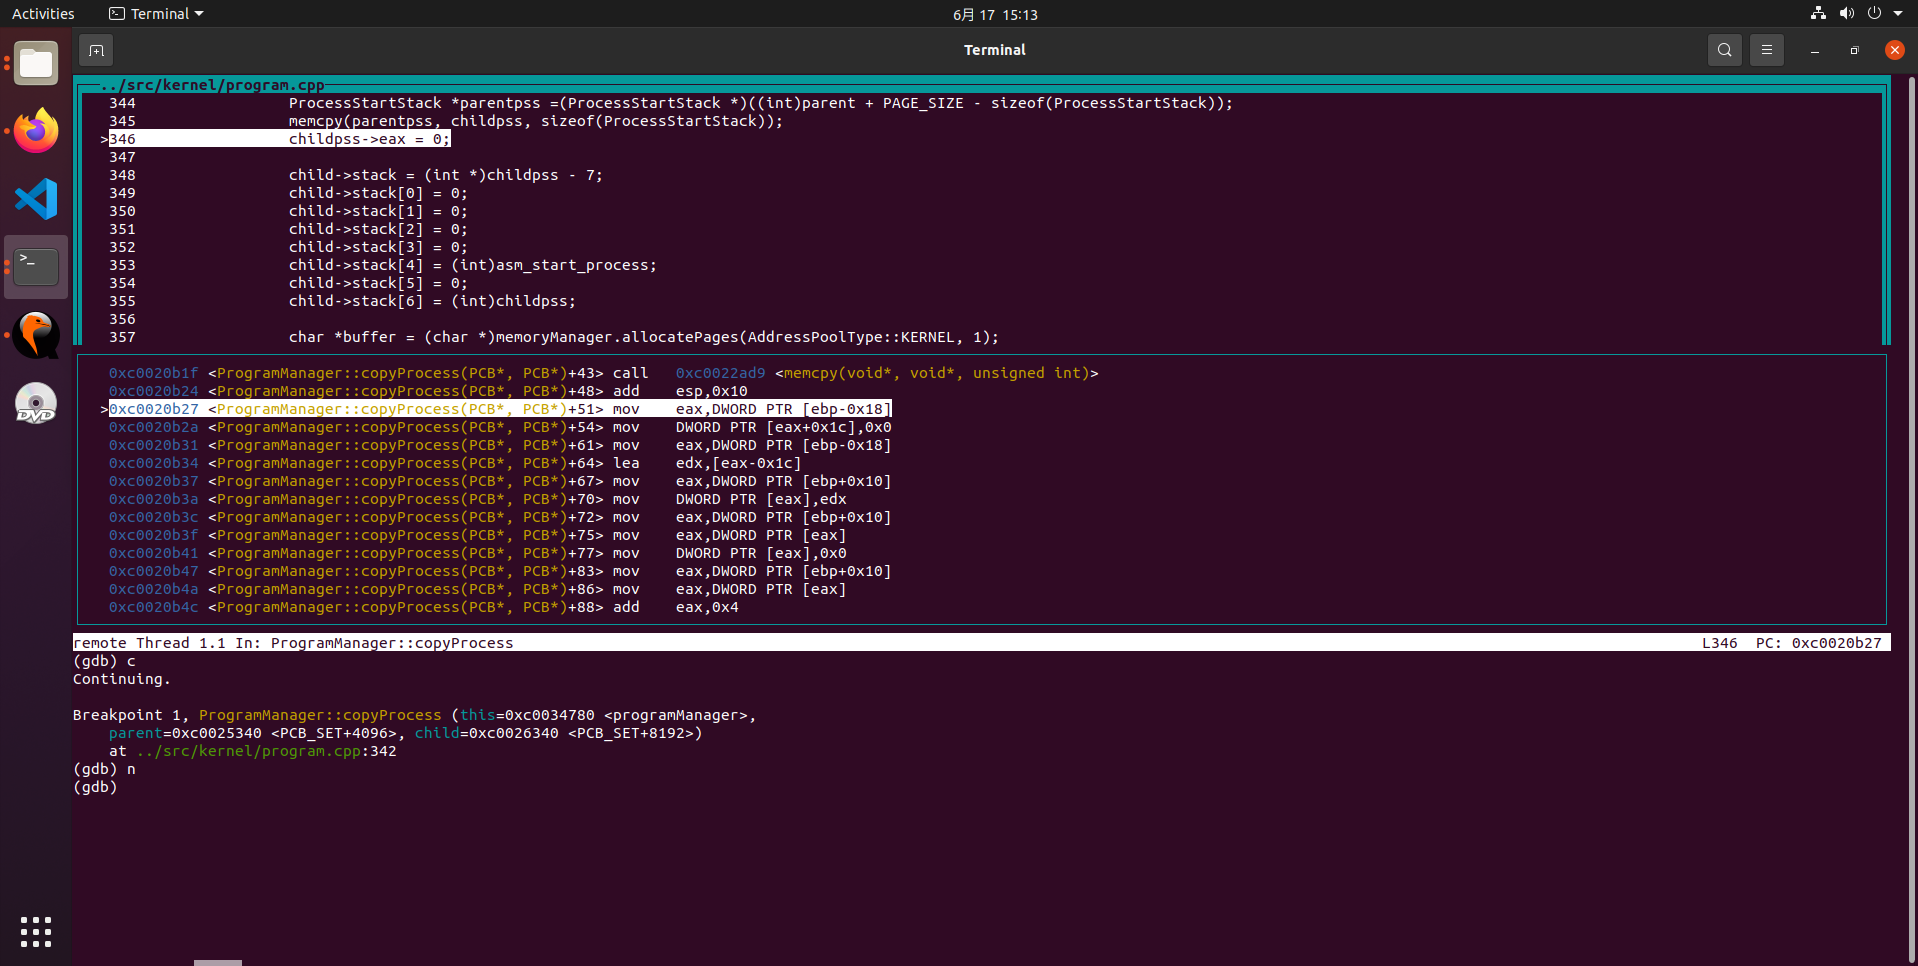 Activities
Terminal
6月 17 15:13
Terminal
../src/kernel/program.cpp
344 ProcessStartStack *parentpss =(ProcessStartStack *)((int)parent + PAGE_SIZE - sizeof(ProcessStartStack));
345 memcpy(parentpss, childpss, sizeof(ProcessStartStack));
>346 childpss->eax = 0;
347
348 child->stack = (int *)childpss - 7;
349 child->stack[0] = 0;
350 child->stack[1] = 0;
351 child->stack[2] = 0;
352 child->stack[3] = 0;
353 child->stack[4] = (int)asm_start_process;
354 child->stack[5] = 0;
355 child->stack[6] = (int)childpss;
356
357 char *buffer = (char *)memoryManager.allocatePages(AddressPoolType::KERNEL, 1);
0xc0020b1f <ProgramManager::copyProcess(PCB*, PCB*)+43> call 0xc0022ad9 <memcpy(void*, void*, unsigned int)>
0xc0020b24 <ProgramManager::copyProcess(PCB*, PCB*)+48> add esp,0x10
>0xc0020b27 <ProgramManager::copyProcess(PCB*, PCB*)+51> mov eax,DWORD PTR [ebp-0x18]
0xc0020b2a <ProgramManager::copyProcess(PCB*, PCB*)+54> mov DWORD PTR [eax+0x1c],0x0
0xc0020b31 <ProgramManager::copyProcess(PCB*, PCB*)+61> mov eax,DWORD PTR [ebp-0x18]
0xc0020b34 <ProgramManager::copyProcess(PCB*, PCB*)+64> lea edx,[eax-0x1c]
0xc0020b37 <ProgramManager::copyProcess(PCB*, PCB*)+67> mov eax,DWORD PTR [ebp+0x10]
0xc0020b3a <ProgramManager::copyProcess(PCB*, PCB*)+70> mov DWORD PTR [eax],edx
0xc0020b3c <ProgramManager::copyProcess(PCB*, PCB*)+72> mov eax,DWORD PTR [ebp+0x10]
0xc0020b3f <ProgramManager::copyProcess(PCB*, PCB*)+75> mov eax,DWORD PTR [eax]
0xc0020b41 <ProgramManager::copyProcess(PCB*, PCB*)+77> mov DWORD PTR [eax],0x0
0xc0020b47 <ProgramManager::copyProcess(PCB*, PCB*)+83> mov eax,DWORD PTR [ebp+0x10]
0xc0020b4a <ProgramManager::copyProcess(PCB*, PCB*)+86> mov eax,DWORD PTR [eax]
0xc0020b4c <ProgramManager::copyProcess(PCB*, PCB*)+88> add eax,0x4
remote Thread 1.1 In: ProgramManager::copyProcess L346 PC: 0xc0020b27
(gdb) c
Continuing.
Breakpoint 1, ProgramManager::copyProcess (this=0xc0034780 <programManager>,
parent=0xc0025340 <PCB_SET+4096>, child=0xc0026340 <PCB_SET+8192>)
at ../src/kernel/program.cpp:342
(gdb) n
(gdb)
>_
DVD